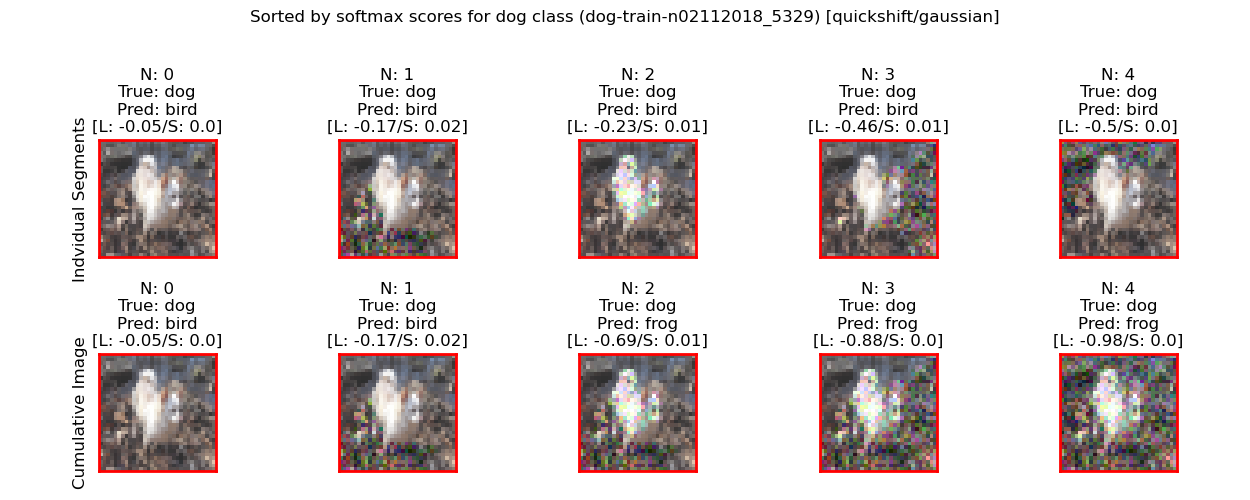 Sorted by softmax scores for dog class (dog-train-n02112018_5329) [quickshift/gaussian]
Indvidual Segments
N: 0
True: dog
Pred: bird
[L: -0.05/S: 0.0]
N: 1
True: dog
Pred: bird
[L: -0.17/S: 0.02]
N: 2
True: dog
Pred: bird
[L: -0.23/S: 0.01]
N: 3
True: dog
Pred: bird
[L: -0.46/S: 0.01]
N: 4
True: dog
Pred: bird
[L: -0.5/S: 0.0]
Cumulative Image
N: 0
True: dog
Pred: bird
[L: -0.05/S: 0.0]
N: 1
True: dog
Pred: bird
[L: -0.17/S: 0.02]
N: 2
True: dog
Pred: frog
[L: -0.69/S: 0.01]
N: 3
True: dog
Pred: frog
[L: -0.88/S: 0.0]
N: 4
True: dog
Pred: frog
[L: -0.98/S: 0.0]